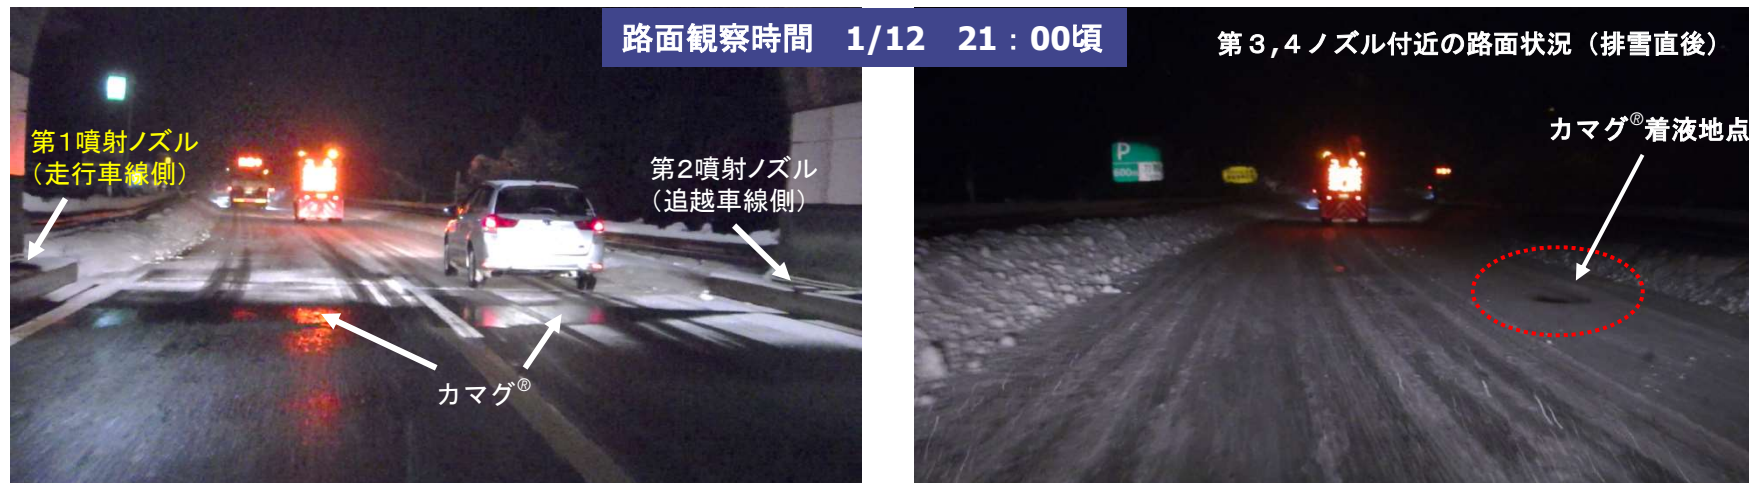 路面観察時間　1/12　21：00頃
第1噴射ノズル
（走行車線側）
第2噴射ノズル
（追越車線側）
カマグ®
第３,４ノズル付近の路面状況（排雪直後）
カマグ®着液地点
P
600m